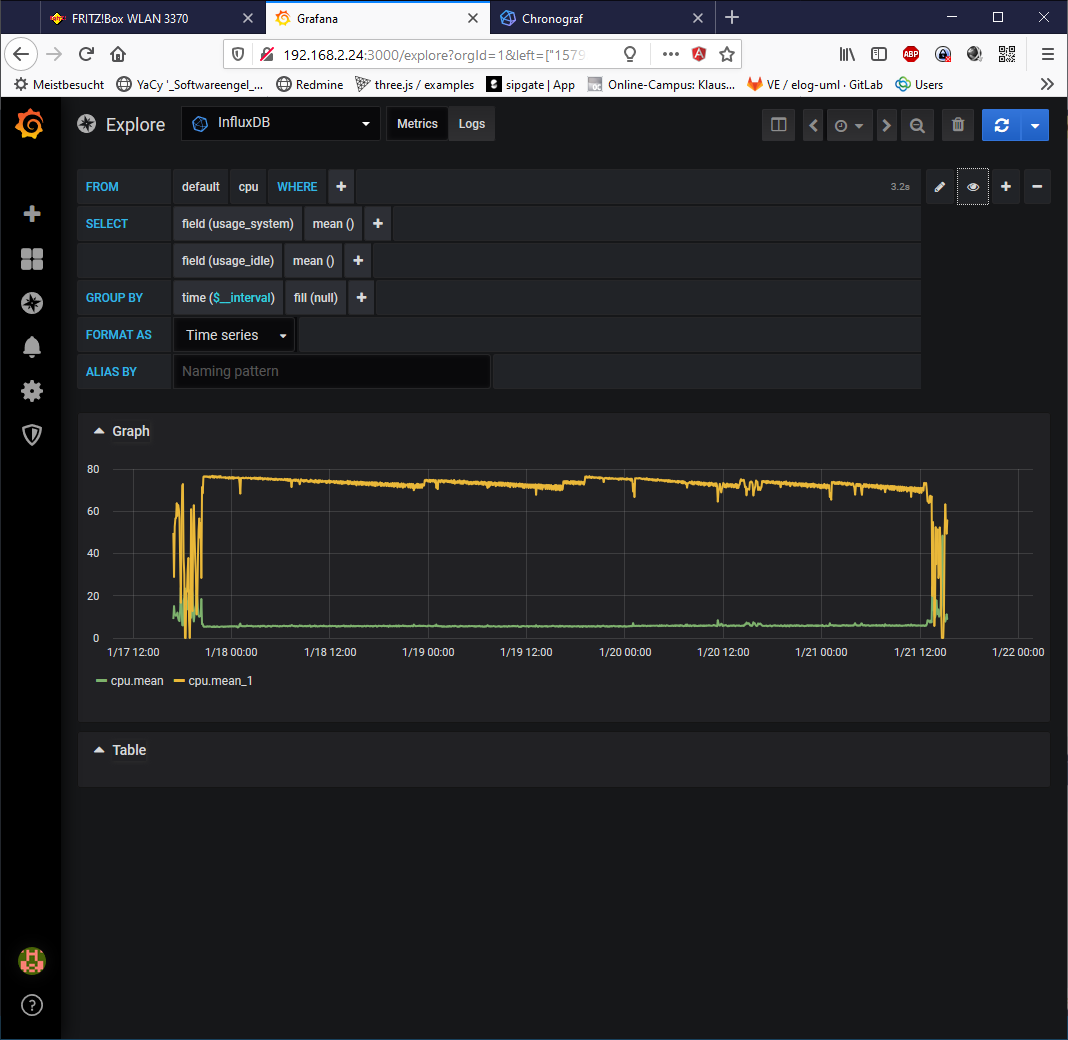 FRITZ!Box WLAN 3370
Grafana
Chronograf
192.168.2.24:3000/explore?orgId=1&left=["1579
ABP
Meistbesucht
YaCy '_Softwareengel_...
Redmine
three.js / examples
sipgate | App
Online-Campus: Klaus...
VE / elog-uml · GitLab
Users
Explore
InfluxDB
Metrics
Logs
FROM default cpu WHERE + 3.2s
SELECT field (usage_system) mean () +
field (usage_idle) mean () +
GROUP BY time ($__interval) fill (null) +
FORMAT AS Time series
ALIAS BY Naming pattern
Graph
80
60
40
20
0
1/17 12:00 1/18 00:00 1/18 12:00 1/19 00:00 1/19 12:00 1/20 00:00 1/20 12:00 1/21 00:00 1/21 12:00 1/22 00:00
cpu.mean cpu.mean_1
Table